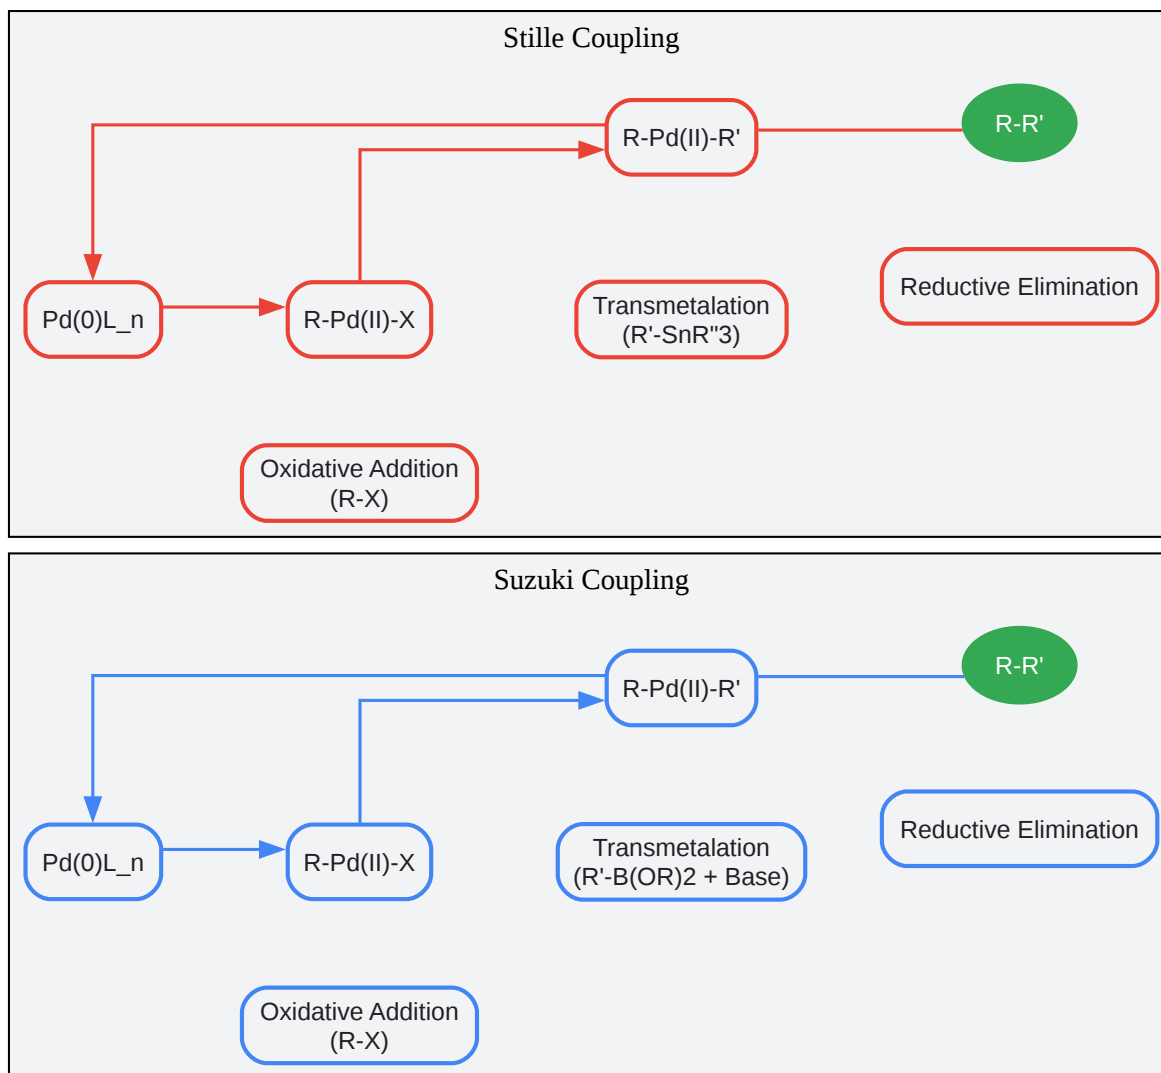 Stille Coupling
R-R'
R-Pd(II)-R'
Reductive Elimination
Pd(0)L_n
R-Pd(II)-X
Transmetalation
(R'-SnR"3)
Oxidative Addition
(R-X)
Suzuki Coupling
R-R'
R-Pd(II)-R'
Reductive Elimination
Pd(0)L_n
R-Pd(II)-X
Transmetalation
(R'-B(OR)2 + Base)
Oxidative Addition
(R-X)